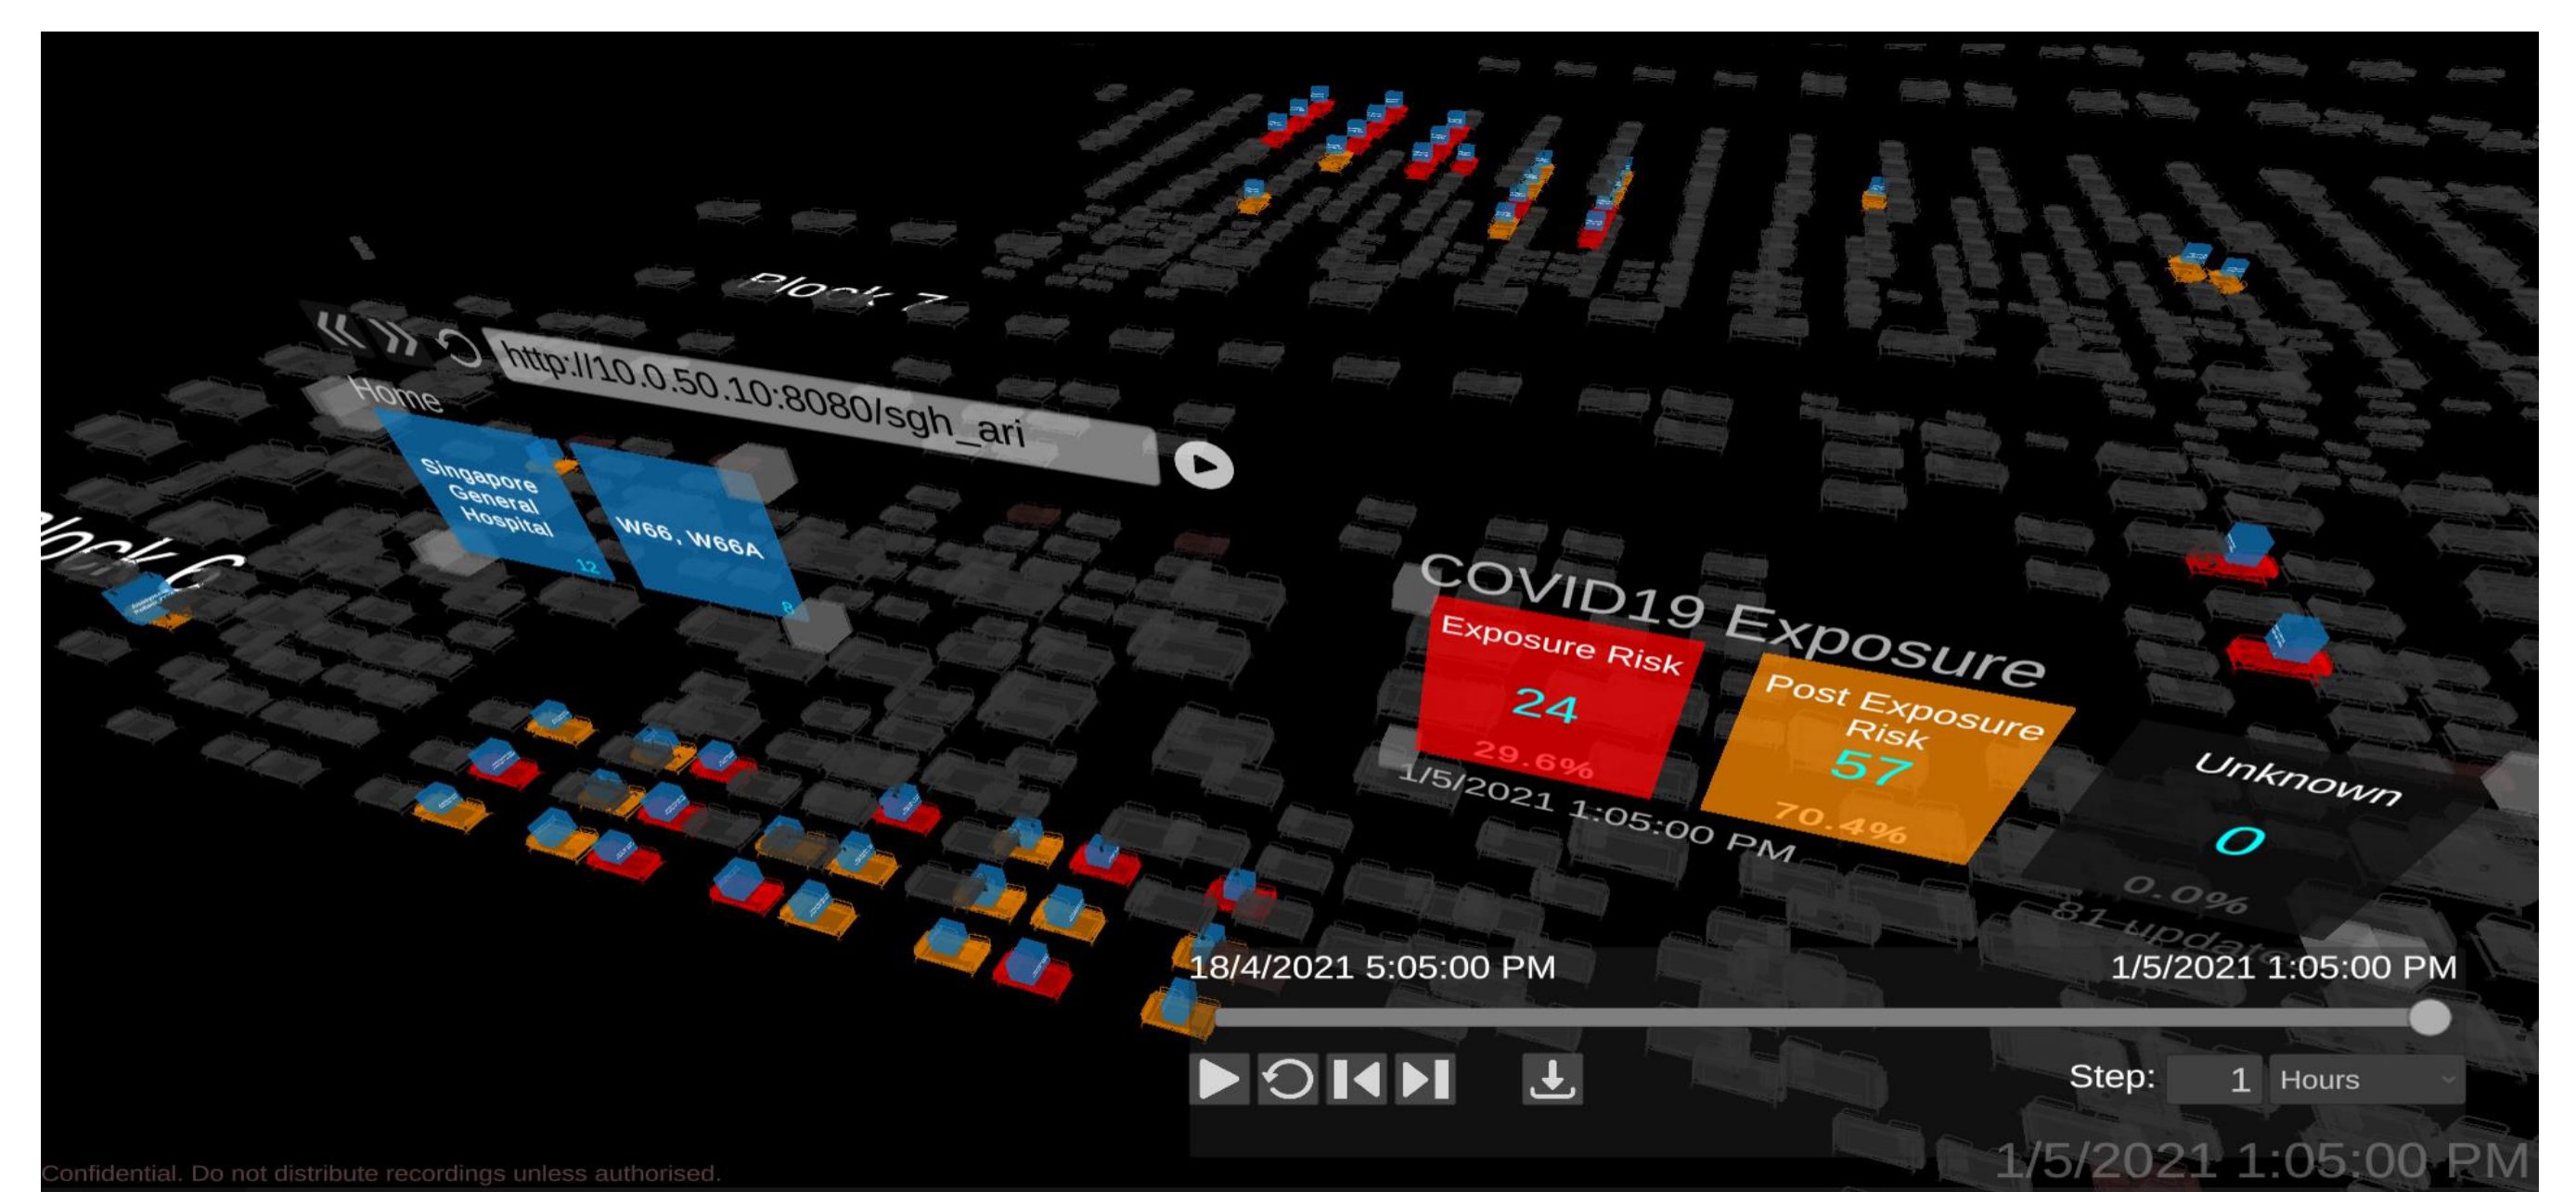 Block 7
http://10.0.50.10:8080/sgh_ari
Home
Singapore
General
Hospital
12
W66, W66A
8
COVID19 Exposure
Exposure Risk
24
29.6%
1/5/2021 1:05:00 PM
Post Exposure
Risk
57
70.4%
Unknown
0
0.0%
81 update
18/4/2021 5:05:00 PM
1/5/2021 1:05:00 PM
Step: 1 Hours
1/5/2021 1:05:00 PM
Confidential. Do not distribute recordings unless authorised.